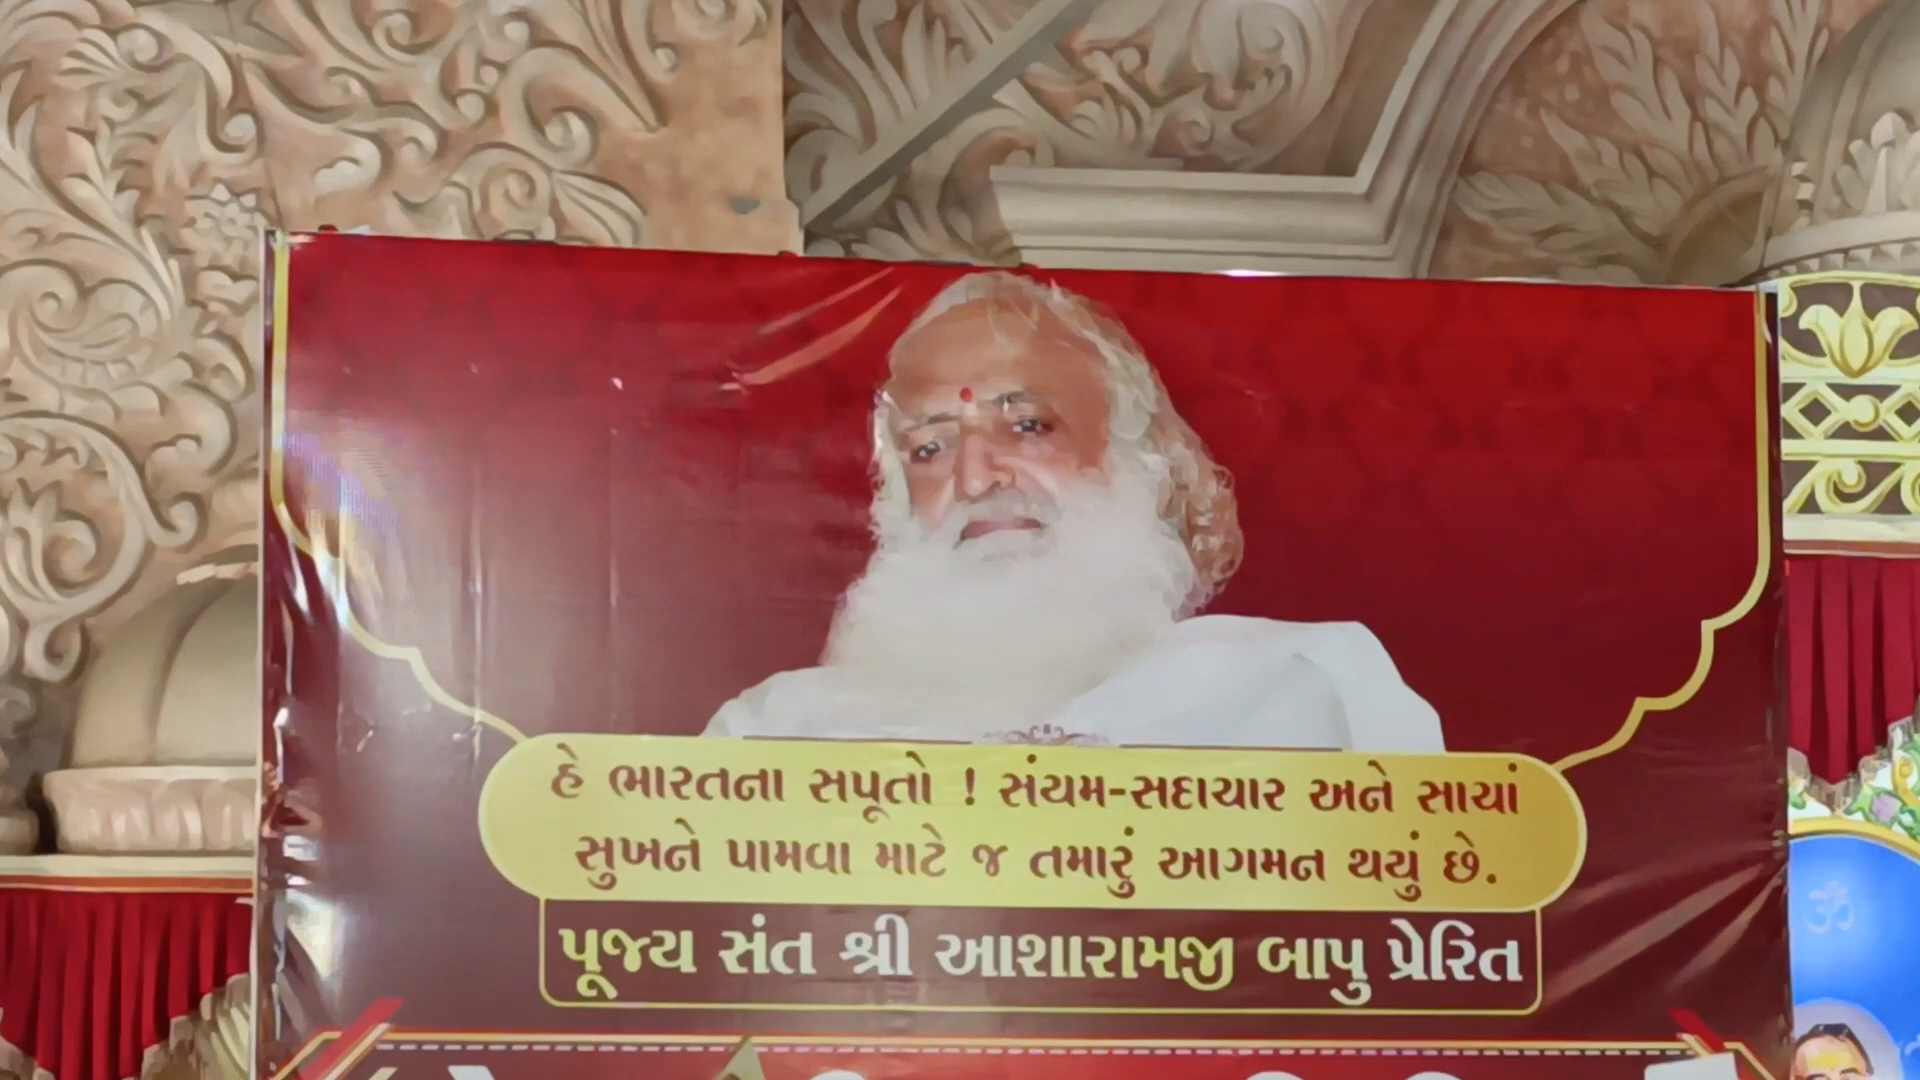 હે ભારતના સપૂતો ! સંયમ-સદાચાર અને સાચાં
સુખને પામવા માટે જ તમારું આગમન થયું છે.
પૂજ્ય સંત શ્રી આશારામજી બાપુ પ્રેરિત
ॐ